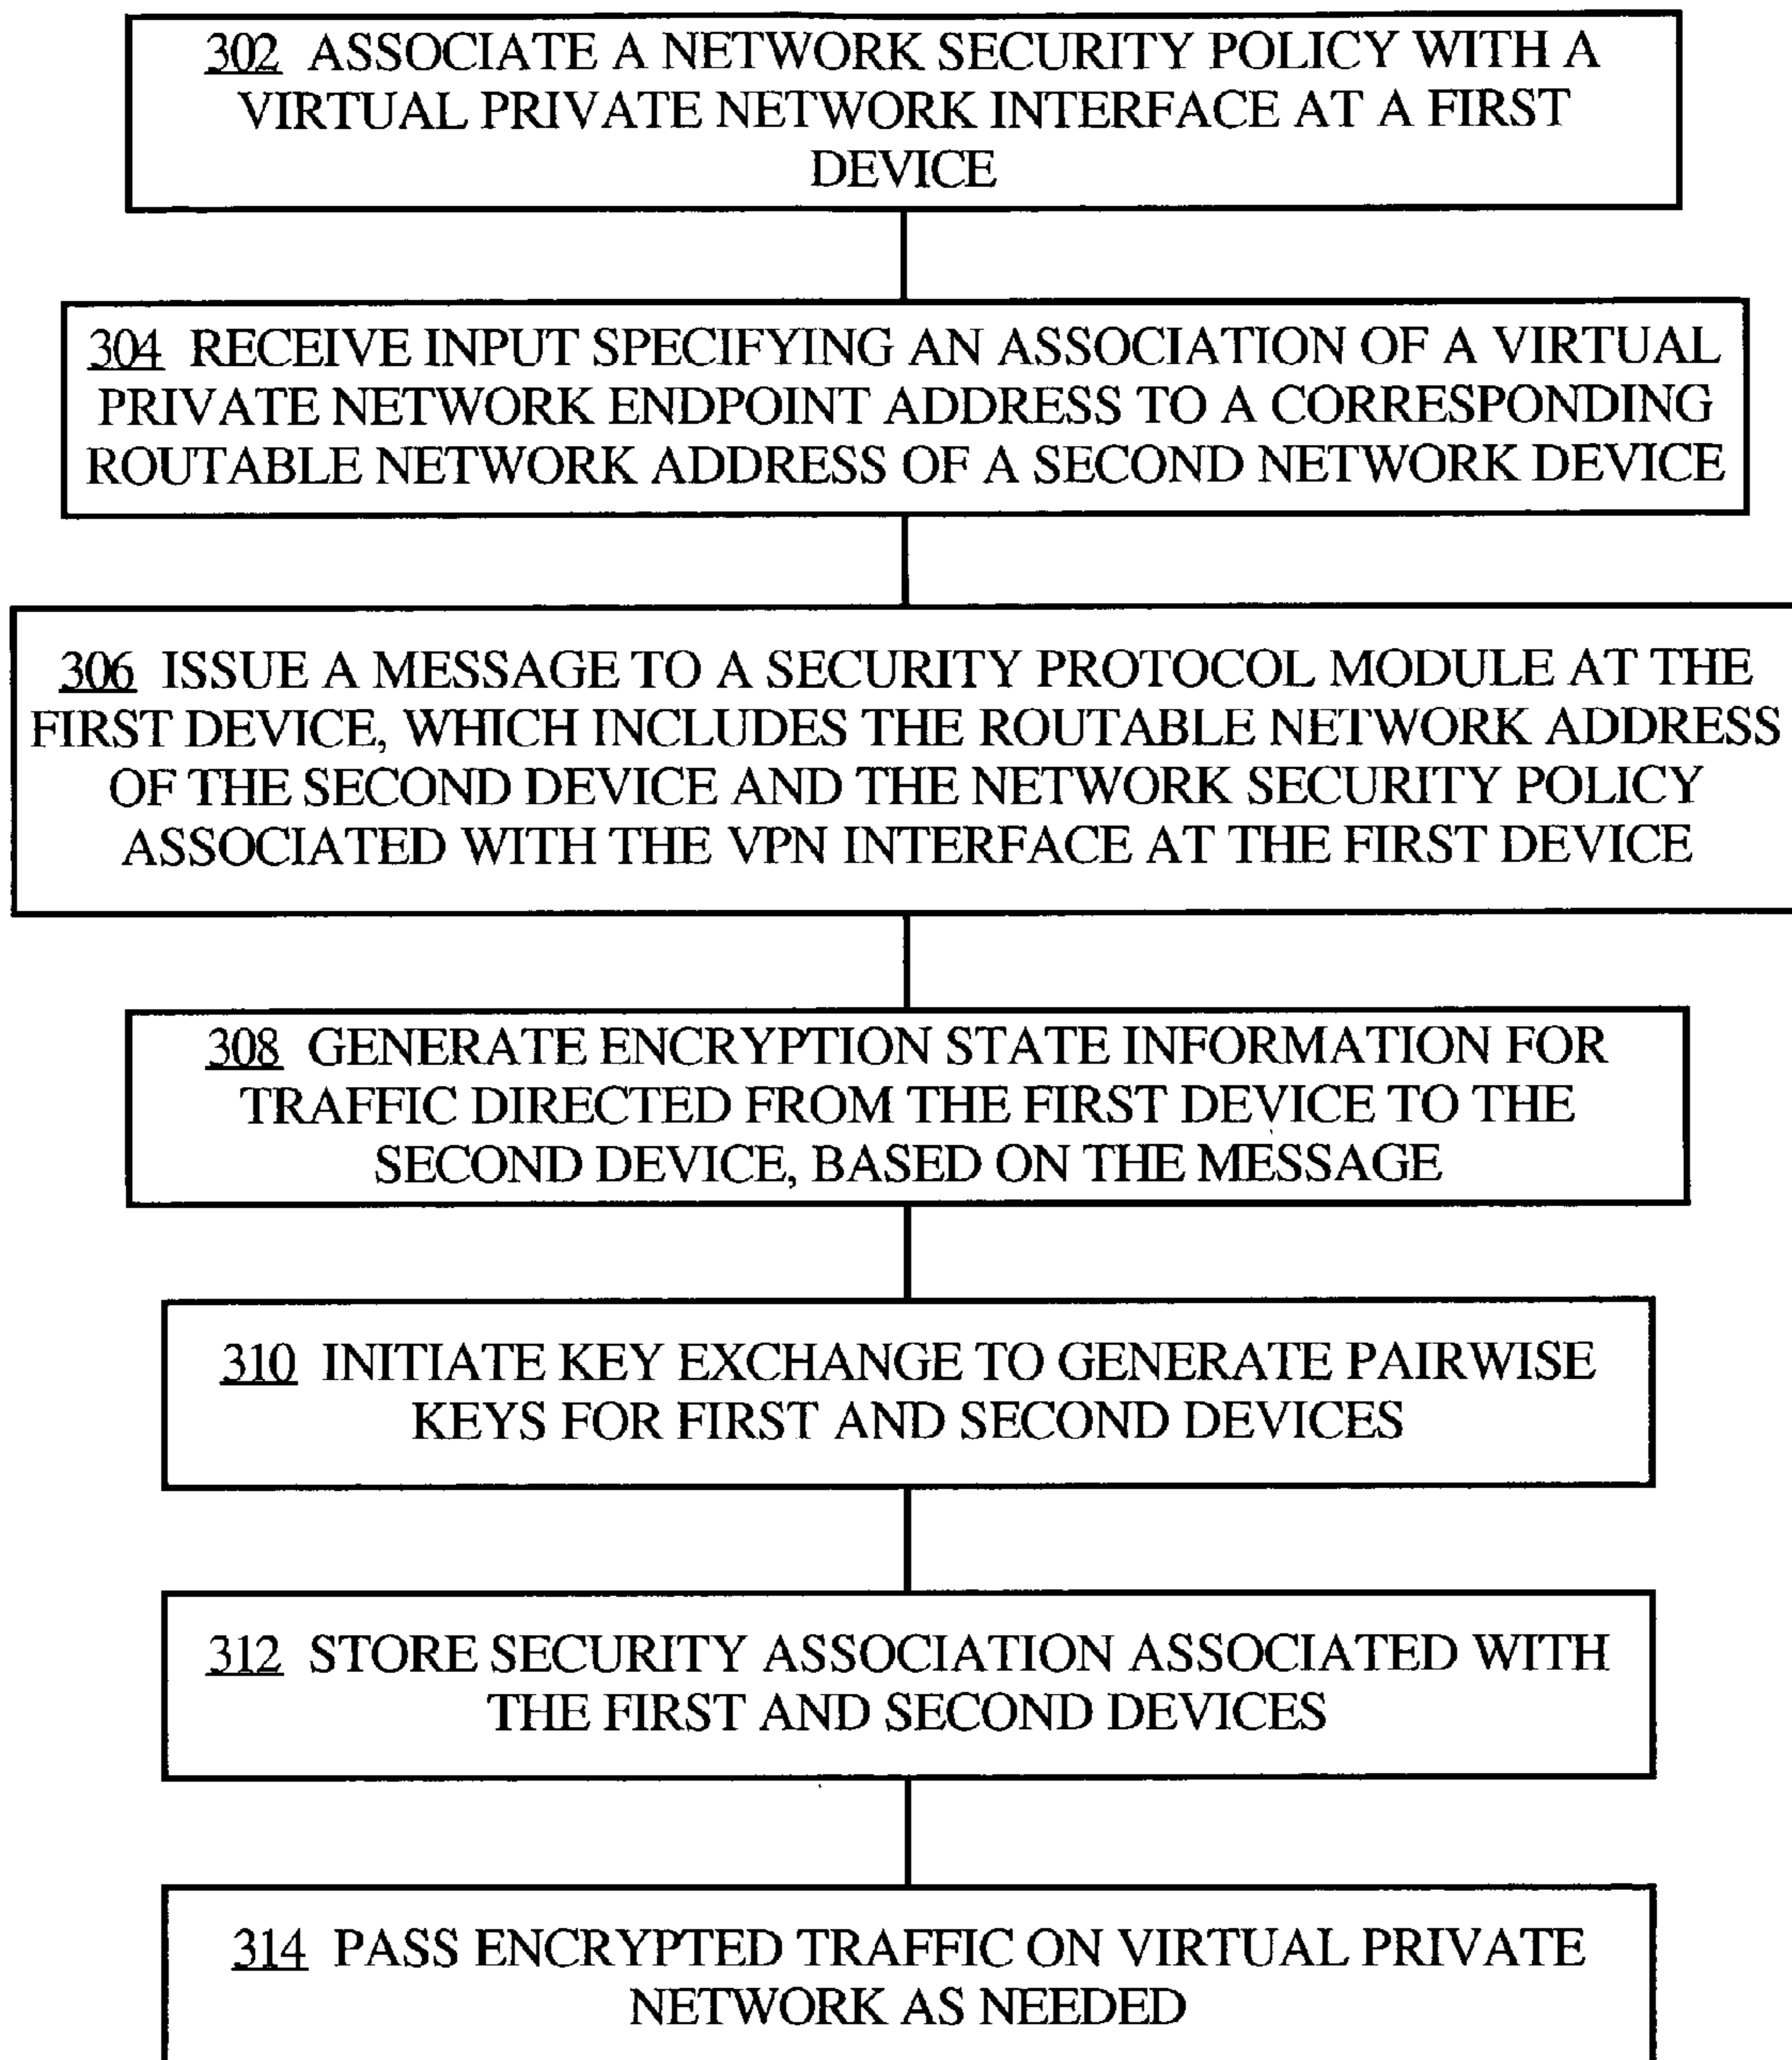 302 ASSOCIATE A NETWORK SECURITY POLICY WITH A
VIRTUAL PRIVATE NETWORK INTERFACE AT A FIRST
DEVICE
304 RECEIVE INPUT SPECIFYING AN ASSOCIATION OF A VIRTUAL
PRIVATE NETWORK ENDPOINT ADDRESS TO A CORRESPONDING
ROUTABLE NETWORK ADDRESS OF A SECOND NETWORK DEVICE
306 ISSUE A MESSAGE TO A SECURITY PROTOCOL MODULE AT THE
FIRST DEVICE, WHICH INCLUDES THE ROUTABLE NETWORK ADDRESS
OF THE SECOND DEVICE AND THE NETWORK SECURITY POLICY
ASSOCIATED WITH THE VPN INTERFACE AT THE FIRST DEVICE
308 GENERATE ENCRYPTION STATE INFORMATION FOR
TRAFFIC DIRECTED FROM THE FIRST DEVICE TO THE
SECOND DEVICE, BASED ON THE MESSAGE
310 INITIATE KEY EXCHANGE TO GENERATE PAIRWISE
KEYS FOR FIRST AND SECOND DEVICES
312 STORE SECURITY ASSOCIATION ASSOCIATED WITH
THE FIRST AND SECOND DEVICES
314 PASS ENCRYPTED TRAFFIC ON VIRTUAL PRIVATE
NETWORK AS NEEDED